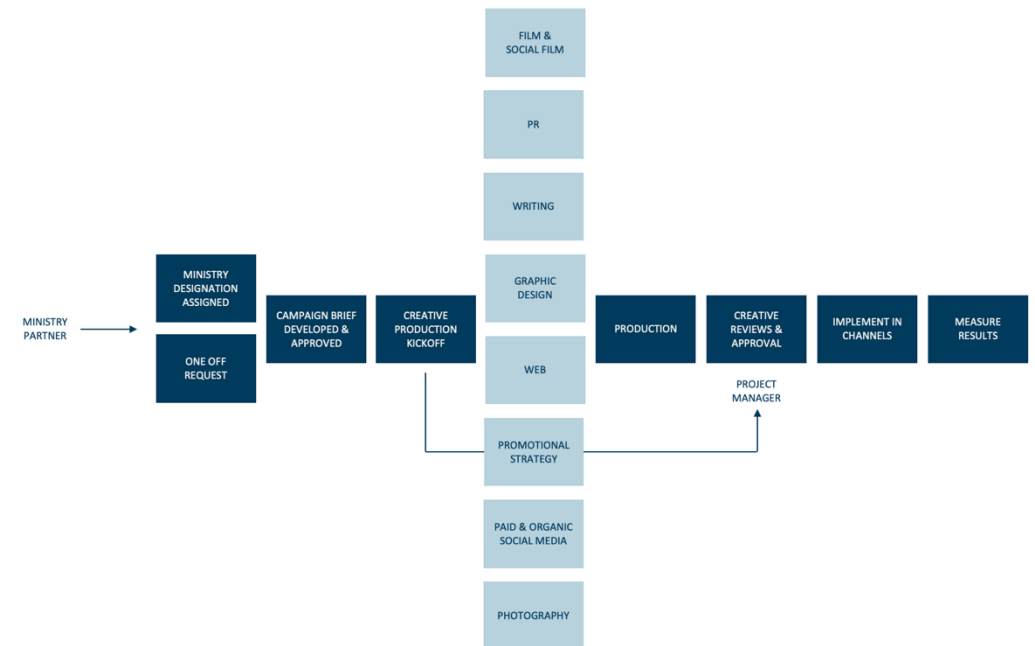 FILM &
SOCIAL FILM
PR
WRITING
MINISTRY
DESIGNATION
ASSIGNED
GRAPHIC
DESIGN
MINISTRY
PARTNER
CAMPAIGN BRIEF
DEVELOPED &
APPROVED
CREATIVE
PRODUCTION
KICKOFF
PRODUCTION
CREATIVE
REVIEWS &
APPROVAL
IMPLEMENT IN
CHANNELS
MEASURE
RESULTS
ONE OFF
REQUEST
WEB
PROJECT
MANAGER
PROMOTIONAL
STRATEGY
PAID & ORGANIC
SOCIAL MEDIA
PHOTOGRAPHY